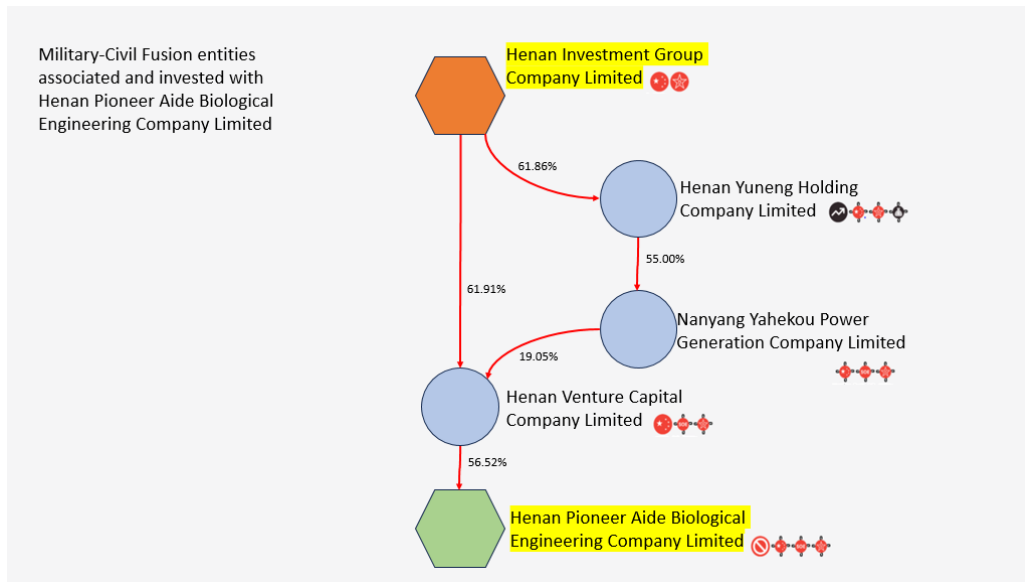 Military-Civil Fusion entities
associated and invested with
Henan Pioneer Aide Biological
Engineering Company Limited
Henan Investment Group
Company Limited
61.86%
Henan Yuneng Holding
Company Limited
55.00%
61.91%
Nanyang Yahekou Power
Generation Company Limited
19.05%
Henan Venture Capital
Company Limited
56.52%
Henan Pioneer Aide Biological
Engineering Company Limited